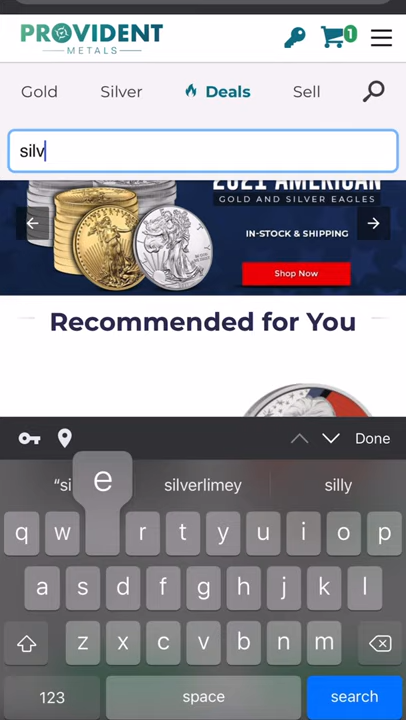 PROVIDENT
METALS
1
Gold Silver Deals Sell
silv
2021 AMERICAN
GOLD AND SILVER EAGLES
IN-STOCK & SHIPPING
Shop Now
Recommended for You
Done
“si silverlimey silly
e
q w r t y u i o p
a s d f g h j k l
z x c v b n m
123 space search